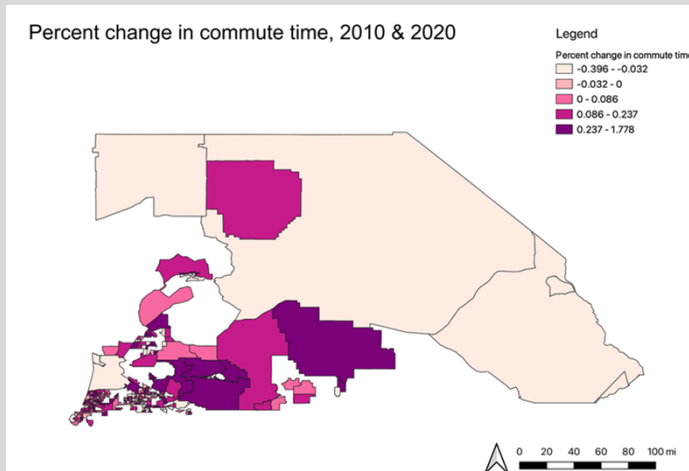 Percent change in commute time, 2010 & 2020
Legend
Percent change in commute time
-0.396 - -0.032
-0.032 - 0
0 - 0.086
0.086 - 0.237
0.237 - 1.778
0 20 40 60 80 100 mi